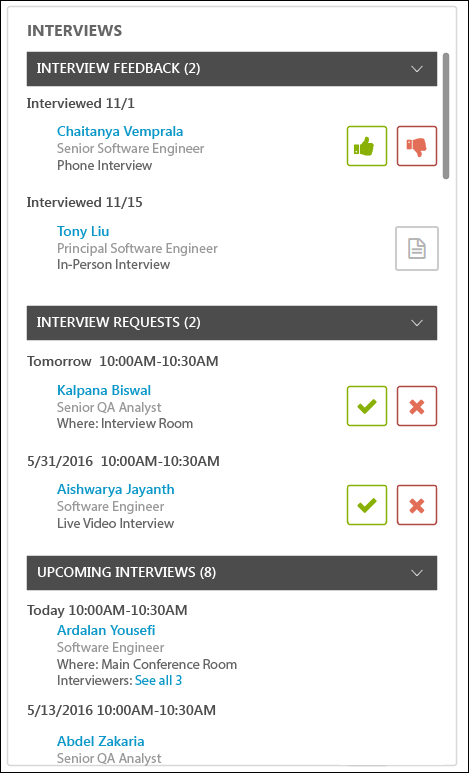 INTERVIEWS
INTERVIEW FEEDBACK (2)
Interviewed 11/1
Chaitanya Vemprala
Senior Software Engineer
Phone Interview
Interviewed 11/15
Tony Liu
Principal Software Engineer
In-Person Interview
INTERVIEW REQUESTS (2)
Tomorrow 10:00AM-10:30AM
Kalpana Biswal
Senior QA Analyst
Where: Interview Room
5/31/2016 10:00AM-10:30AM
Aishwarya Jayanth
Software Engineer
Live Video Interview
UPCOMING INTERVIEWS (8)
Today 10:00AM-10:30AM
Ardalan Yousefi
Software Engineer
Where: Main Conference Room
Interviewers: See all 3
5/13/2016 10:00AM-10:30AM
Abdel Zakaria
Senior QA Analyst